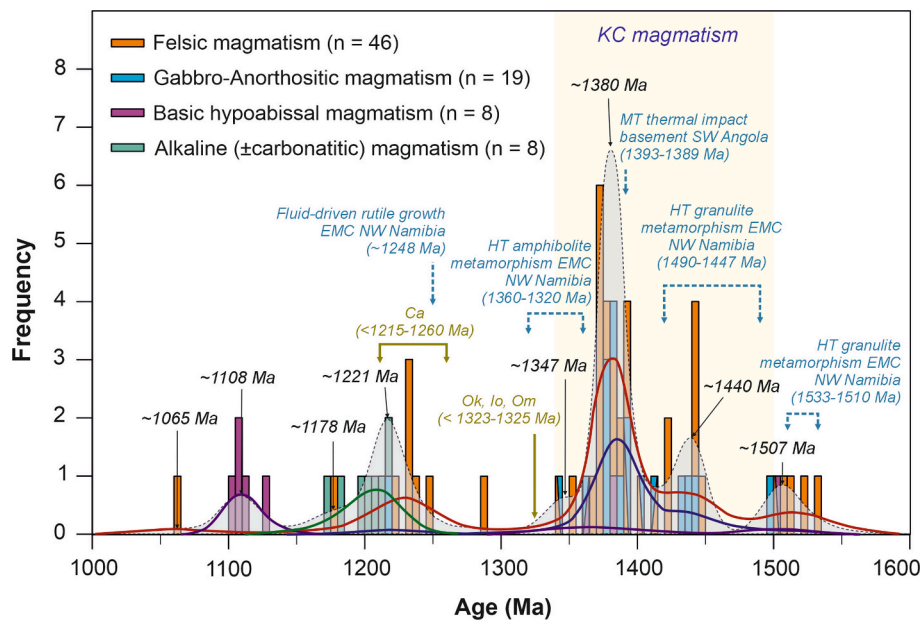 KC magmatism
Felsic magmatism (n = 46)
Gabbro-Anorthositic magmatism (n = 19)
Basic hypoabissal magmatism (n = 8)
Alkaline (±carbonatitic) magmatism (n = 8)
~1380 Ma
MT thermal impact
basement SW Angola
(1393-1389 Ma)
Fluid-driven rutile growth
EMC NW Namibia
(~1248 Ma)
HT amphibolite
metamorphism EMC
NW Namibia
(1360-1320 Ma)
HT granulite
metamorphism EMC
NW Namibia
(1490-1447 Ma)
Ca
(<1215-1260 Ma)
HT granulite
metamorphism EMC
NW Namibia
(1533-1510 Ma)
~1065 Ma
~1108 Ma
~1178 Ma
~1221 Ma
Ok, Io, Om
(< 1323-1325 Ma)
~1347 Ma
~1440 Ma
~1507 Ma
Frequency
8
7
6
5
4
3
2
1
0
1000 1100 1200 1300 1400 1500 1600
Age (Ma)